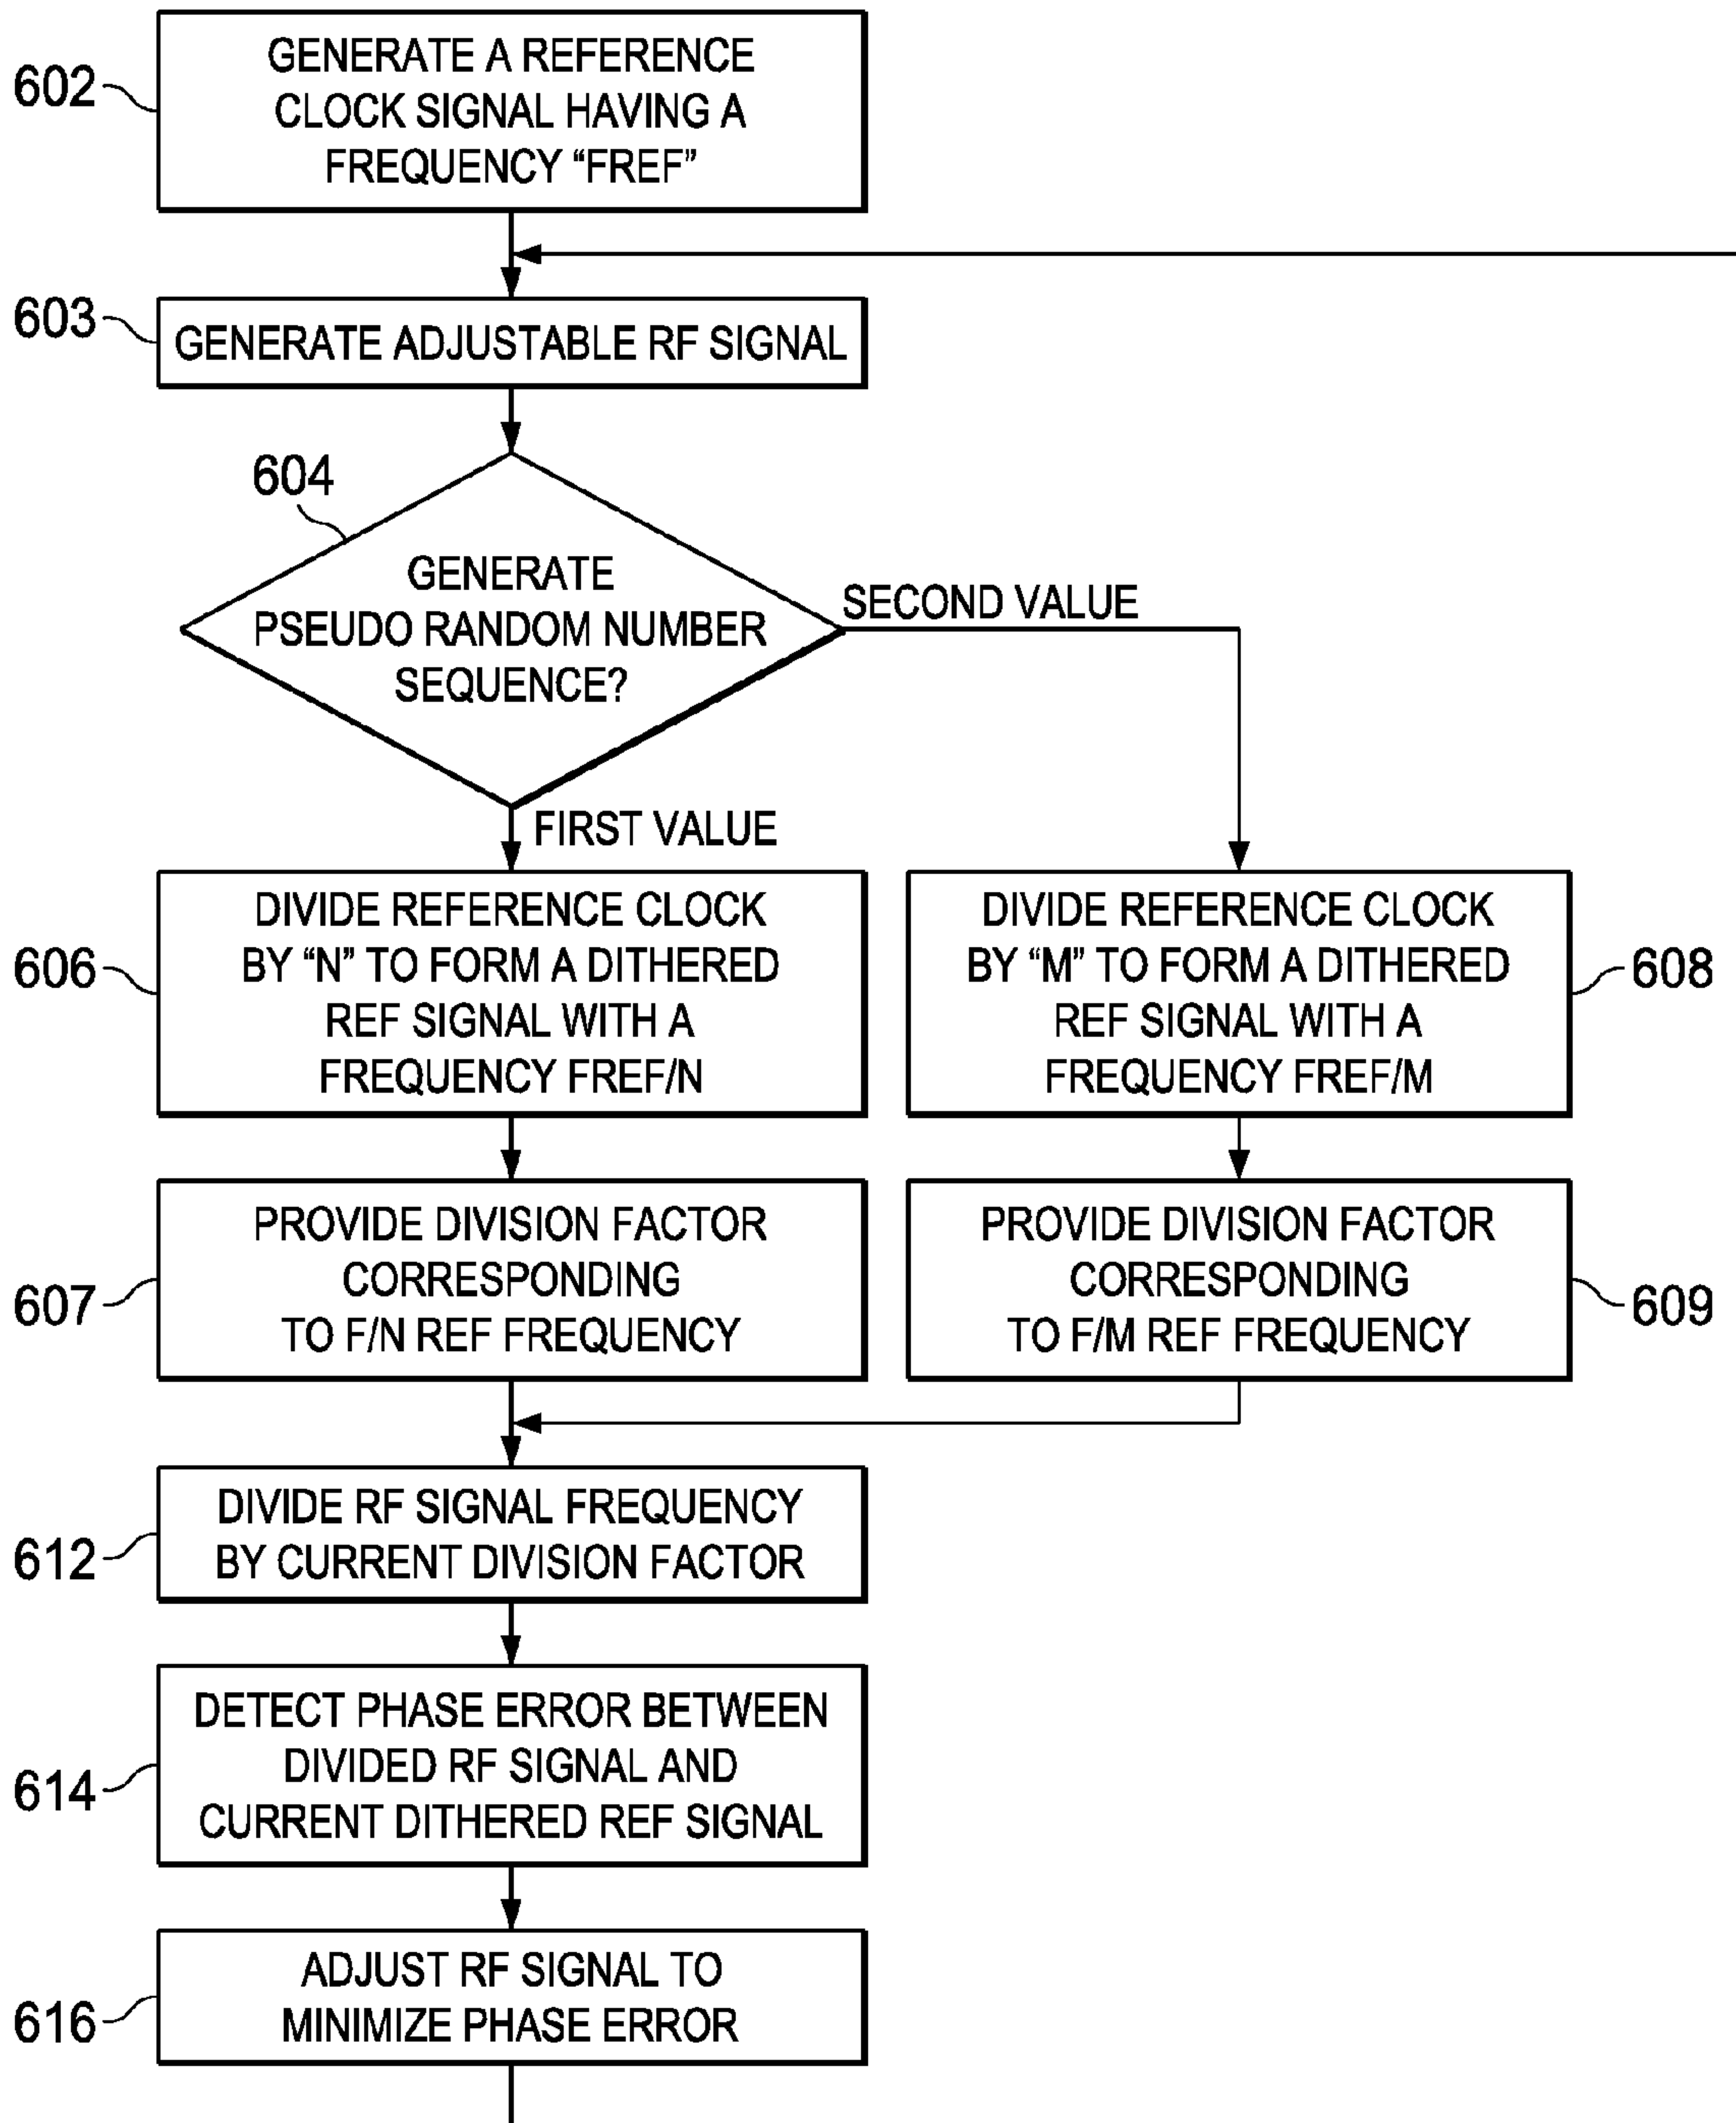 602
GENERATE A REFERENCE
CLOCK SIGNAL HAVING A
FREQUENCY “FREF”
603
GENERATE ADJUSTABLE RF SIGNAL
604
GENERATE
PSEUDO RANDOM NUMBER
SEQUENCE?
SECOND VALUE
FIRST VALUE
606
DIVIDE REFERENCE CLOCK
BY “N” TO FORM A DITHERED
REF SIGNAL WITH A
FREQUENCY FREF/N
DIVIDE REFERENCE CLOCK
BY “M” TO FORM A DITHERED
REF SIGNAL WITH A
FREQUENCY FREF/M
608
607
PROVIDE DIVISION FACTOR
CORRESPONDING
TO F/N REF FREQUENCY
PROVIDE DIVISION FACTOR
CORRESPONDING
TO F/M REF FREQUENCY
609
612
DIVIDE RF SIGNAL FREQUENCY
BY CURRENT DIVISION FACTOR
614
DETECT PHASE ERROR BETWEEN
DIVIDED RF SIGNAL AND
CURRENT DITHERED REF SIGNAL
616
ADJUST RF SIGNAL TO
MINIMIZE PHASE ERROR